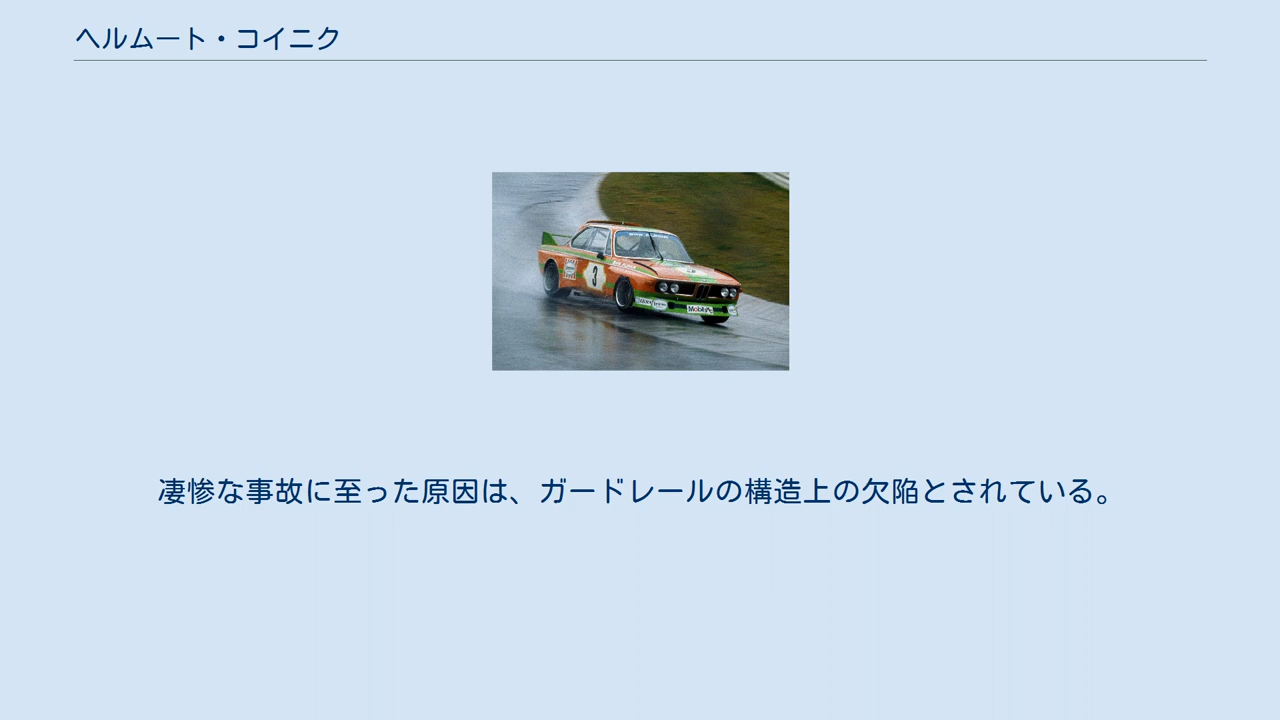 ヘルムート・コイニク
3
Mobil
凄惨な事故に至った原因は、ガードレールの構造上の欠陥とされている。